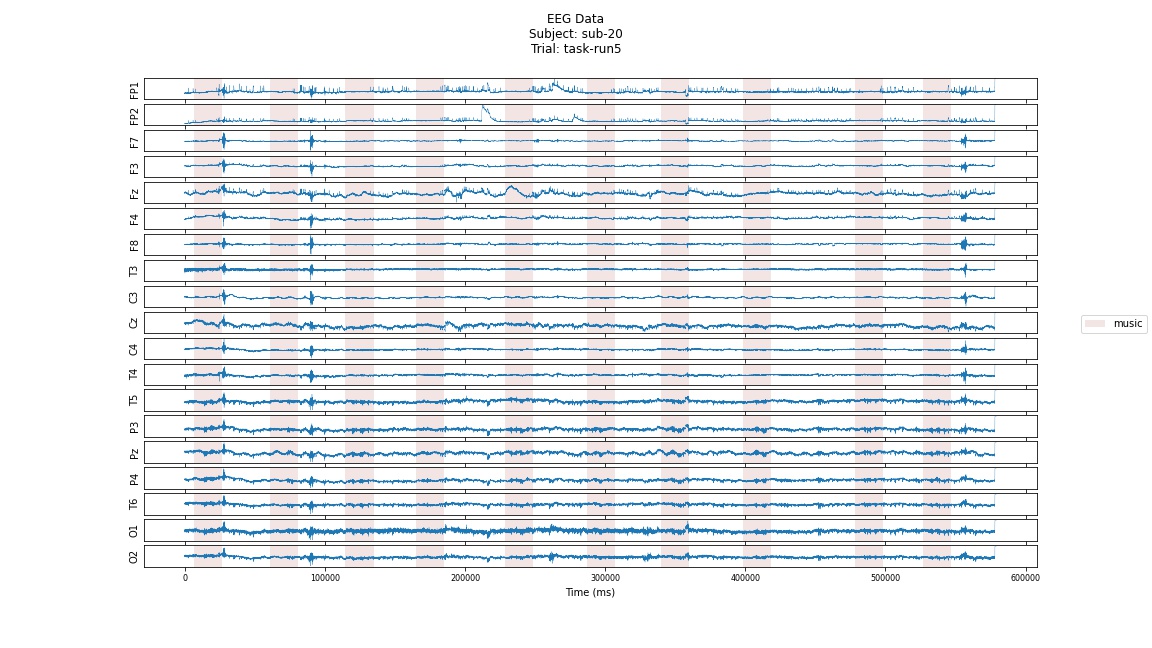 EEG Data
Subject: sub-20
Trial: task-run5
FP1
FP2
F7
F3
Fz
F4
F8
T3
C3
Cz
C4
T4
T5
P3
Pz
P4
T6
O1
O2
music
0 100000 200000 300000 400000 500000 600000
Time (ms)